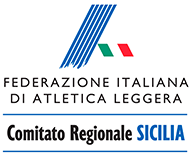 FEDERAZIONE ITALIANA
DI ATLETICA LEGGERA
Comitato Regionale SICILIA